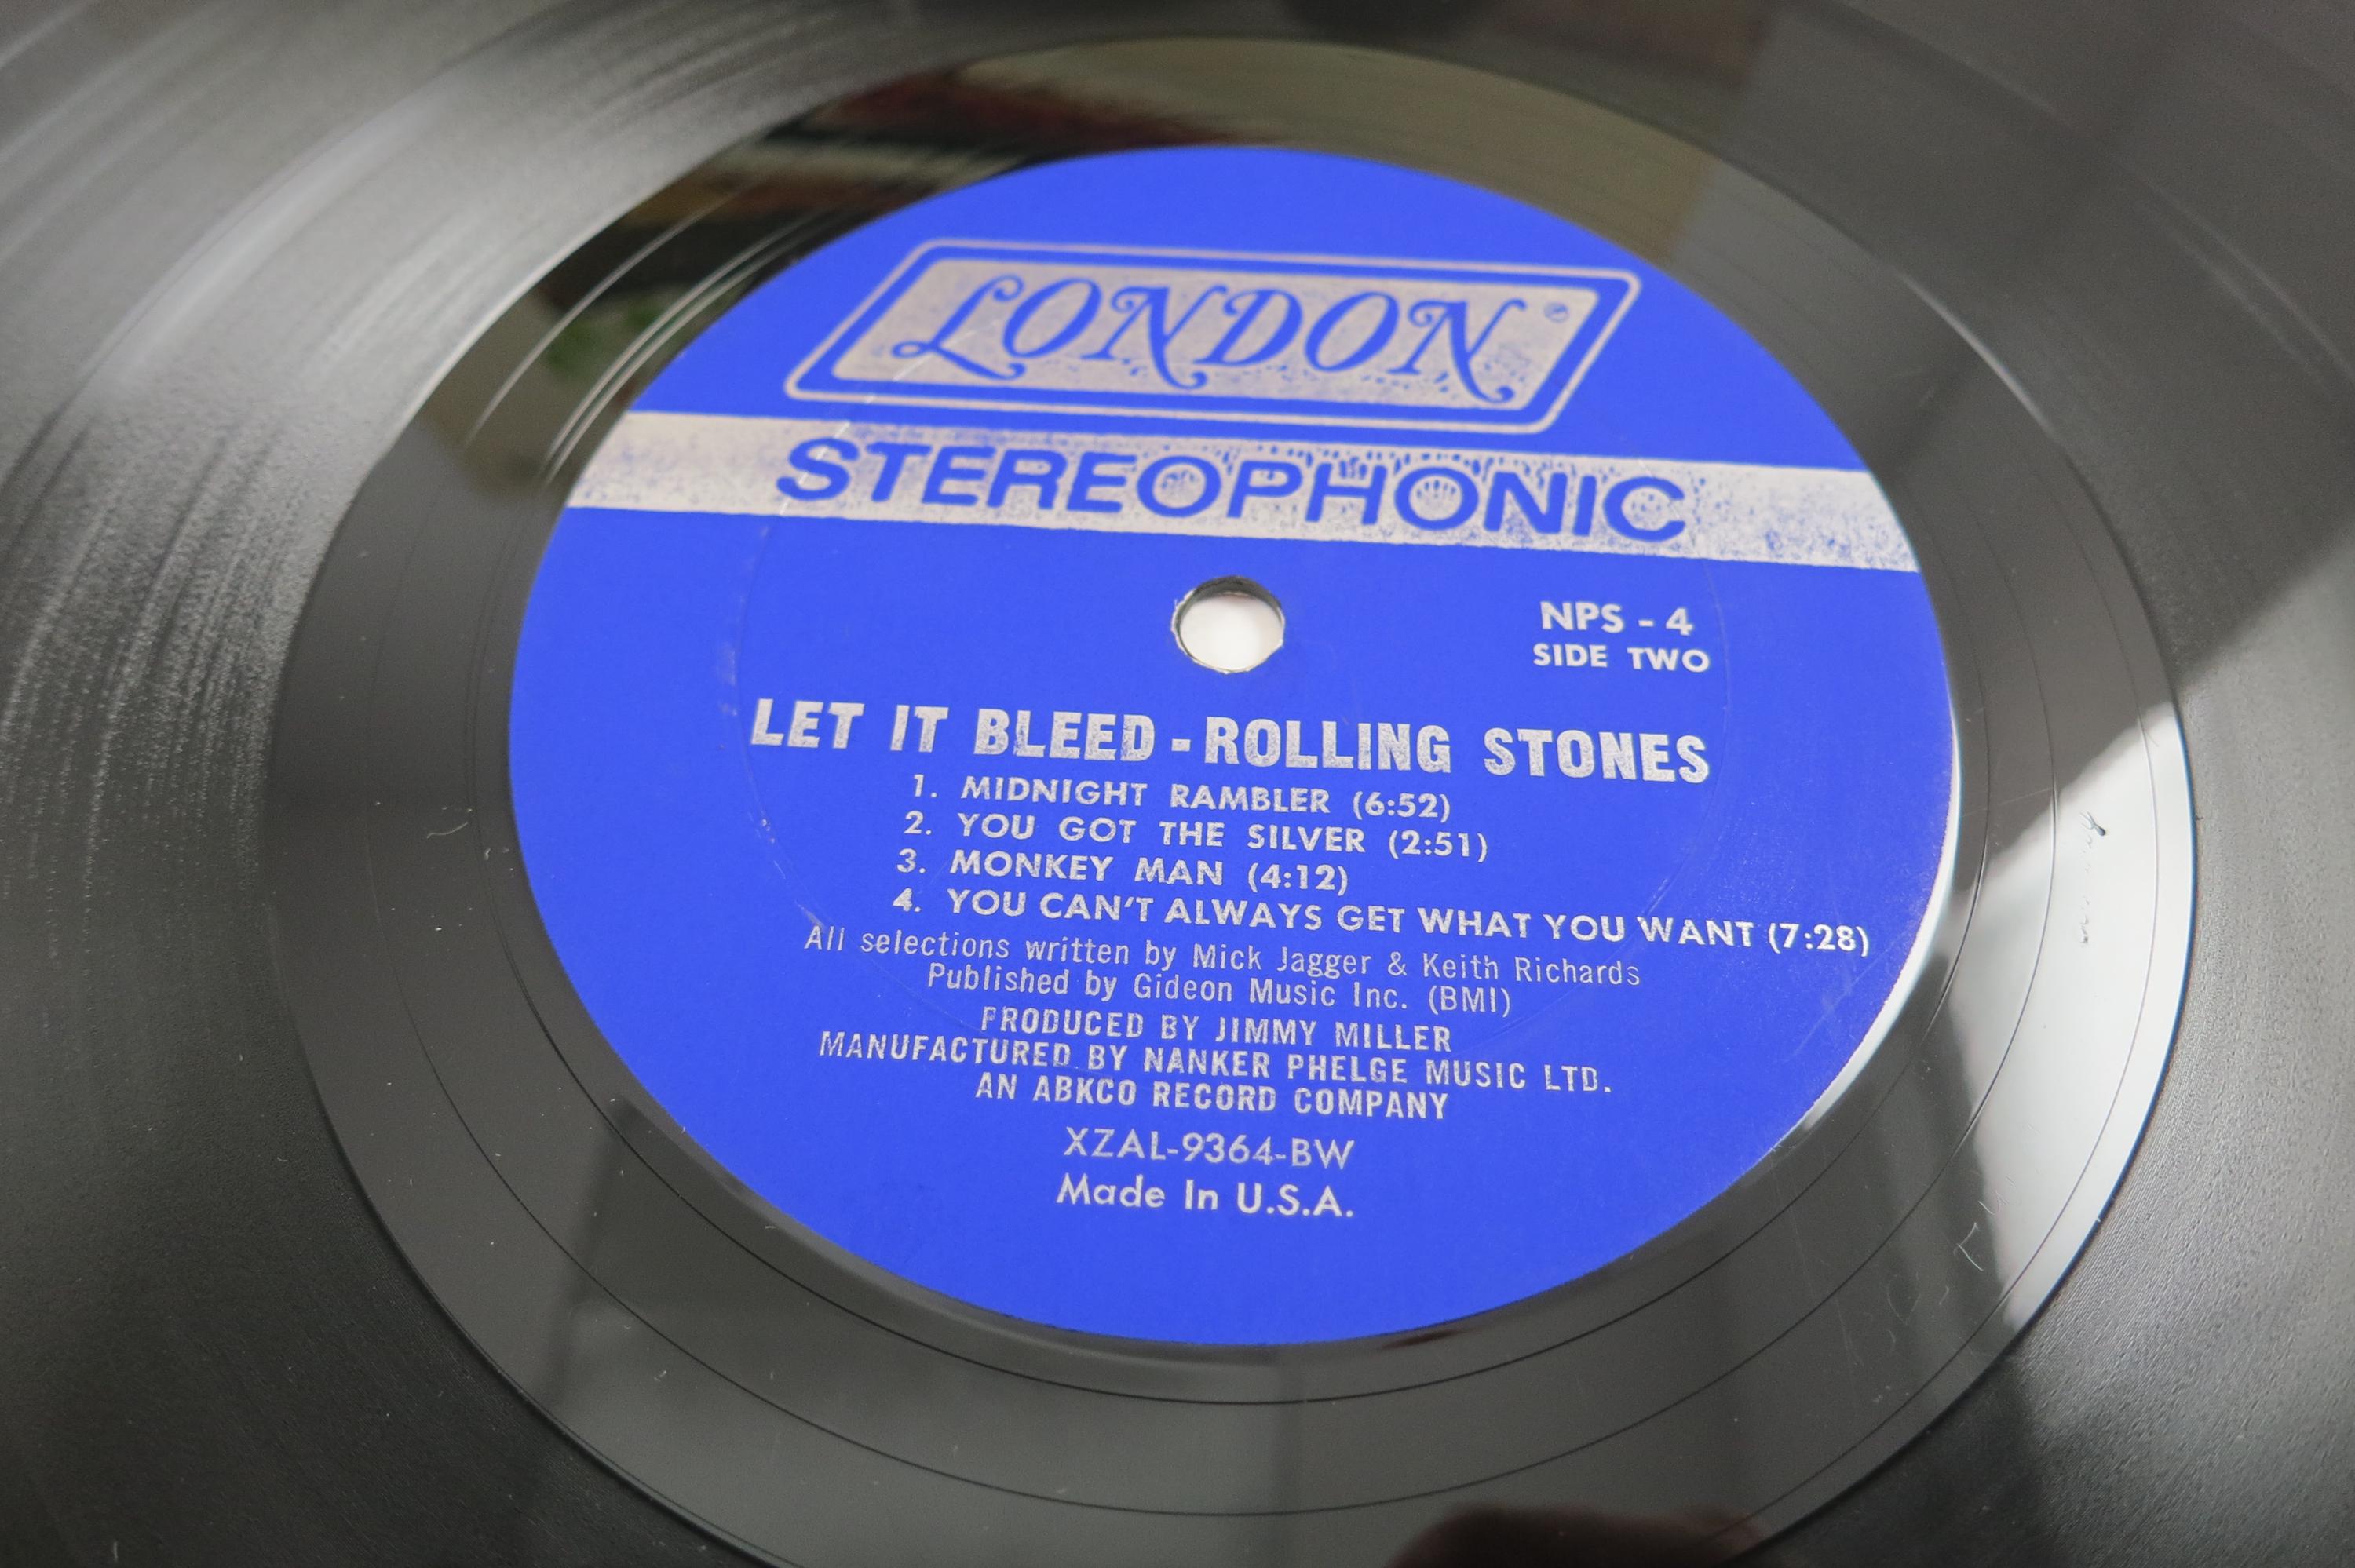 LONDON
STEREOPHONIC
NPS - 4
SIDE TWO
LET IT BLEED - ROLLING STONES
1. MIDNIGHT RAMBLER (6:52)
2. YOU GOT THE SILVER (2:51)
3. MONKEY MAN (4:12)
4. YOU CAN'T ALWAYS GET WHAT YOU WANT (7:28)
All selections written by Mick Jagger & Keith Richards
Published by Gideon Music Inc. (BMI)
PRODUCED BY JIMMY MILLER
MANUFACTURED BY NANKER PHELGE MUSIC LTD.
AN ABKCO RECORD COMPANY
XZAL-9364-BW
Made In U.S.A.